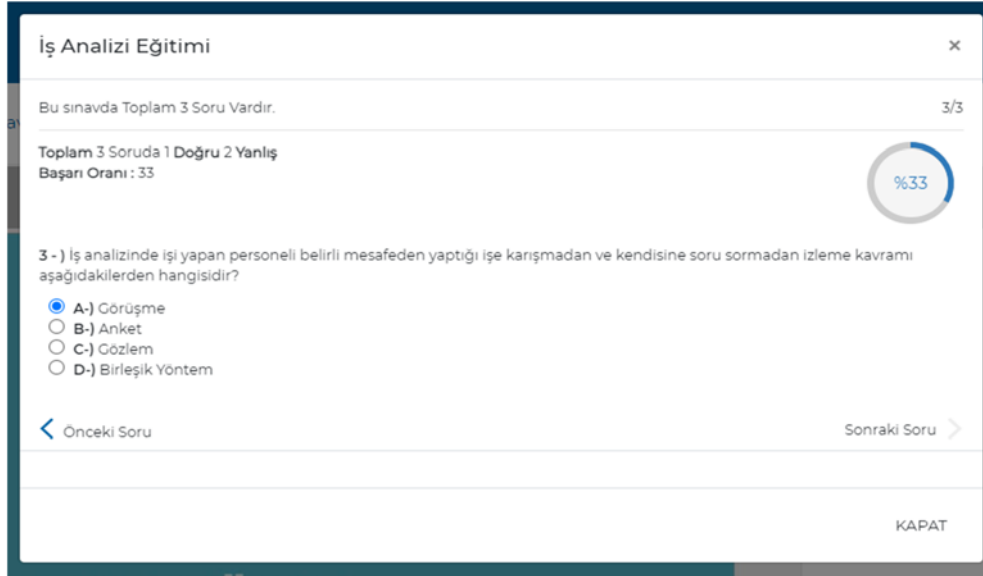 İş Analizi Eğitimi
×
Bu sınavda Toplam 3 Soru Vardır.
3/3
Toplam 3 Soruda 1 Doğru 2 Yanlış
Başarı Oranı : 33
%33
3 - ) İş analizinde işi yapan personeli belirli mesafeden yaptığı işe karışmadan ve kendisine soru sormadan izleme kavramı
aşağıdakilerden hangisidir?
A-) Görüşme
B-) Anket
C-) Gözlem
D-) Birleşik Yöntem
Önceki Soru
Sonraki Soru
KAPAT